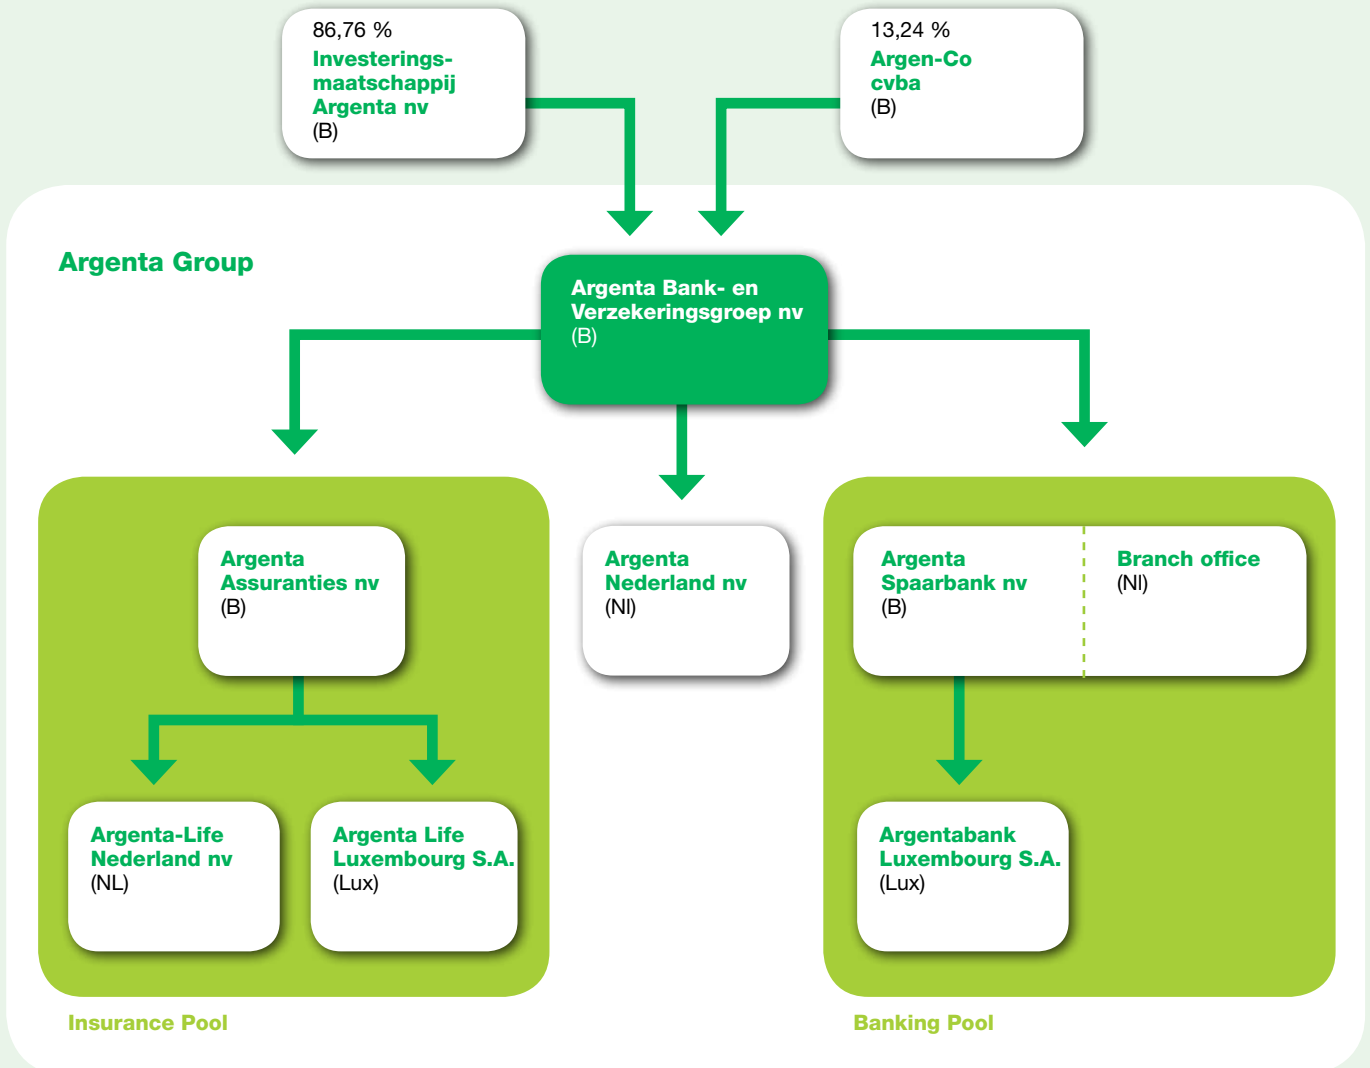 86,76 %
Investerings-
maatschappij
Argenta nv
(B)
13,24 %
Argen-Co
cvba
(B)
Argenta Group
Argenta Bank- en
Verzekeringsgroep nv
(B)
Argenta
Assuranties nv
(B)
Argenta
Nederland nv
(Nl)
Argenta
Spaarbank nv
(B)
Branch office
(Nl)
Argenta-Life
Nederland nv
(NL)
Argenta Life
Luxembourg S.A.
(Lux)
Argentabank
Luxembourg S.A.
(Lux)
Insurance Pool
Banking Pool